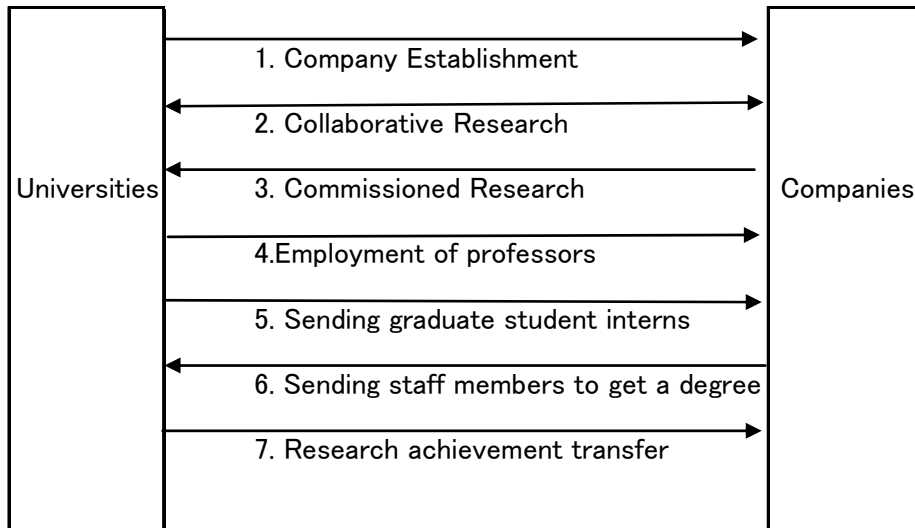 1. Company Establishment
2. Collaborative Research
Universities
3. Commissioned Research
Companies
4.Employment of professors
5. Sending graduate student interns
6. Sending staff members to get a degree
7. Research achievement transfer